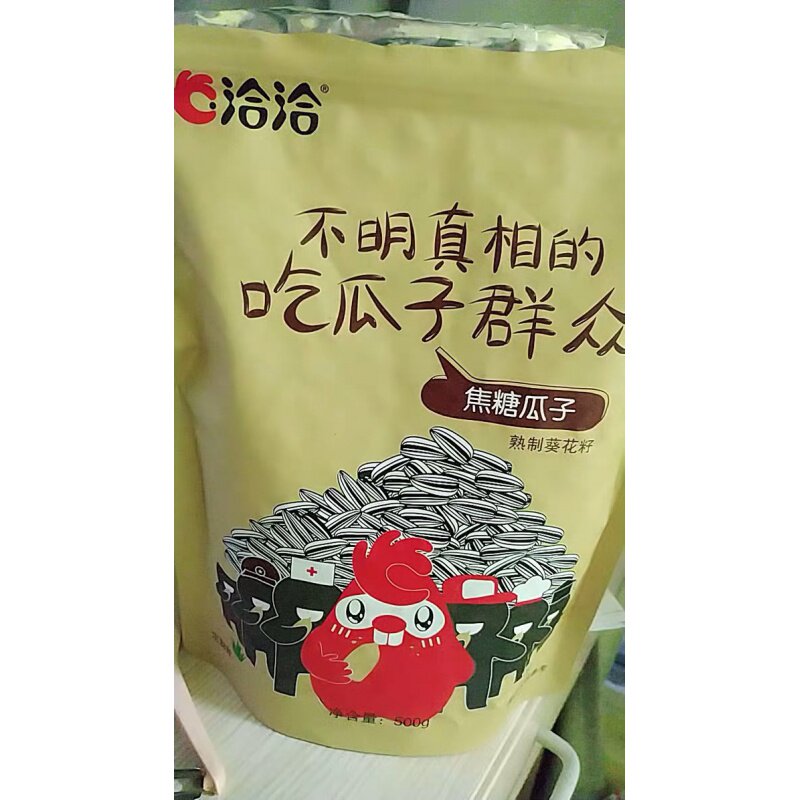 洽洽®
不明真相的
吃瓜子群众
焦糖瓜子
熟制葵花籽
净含量：500g